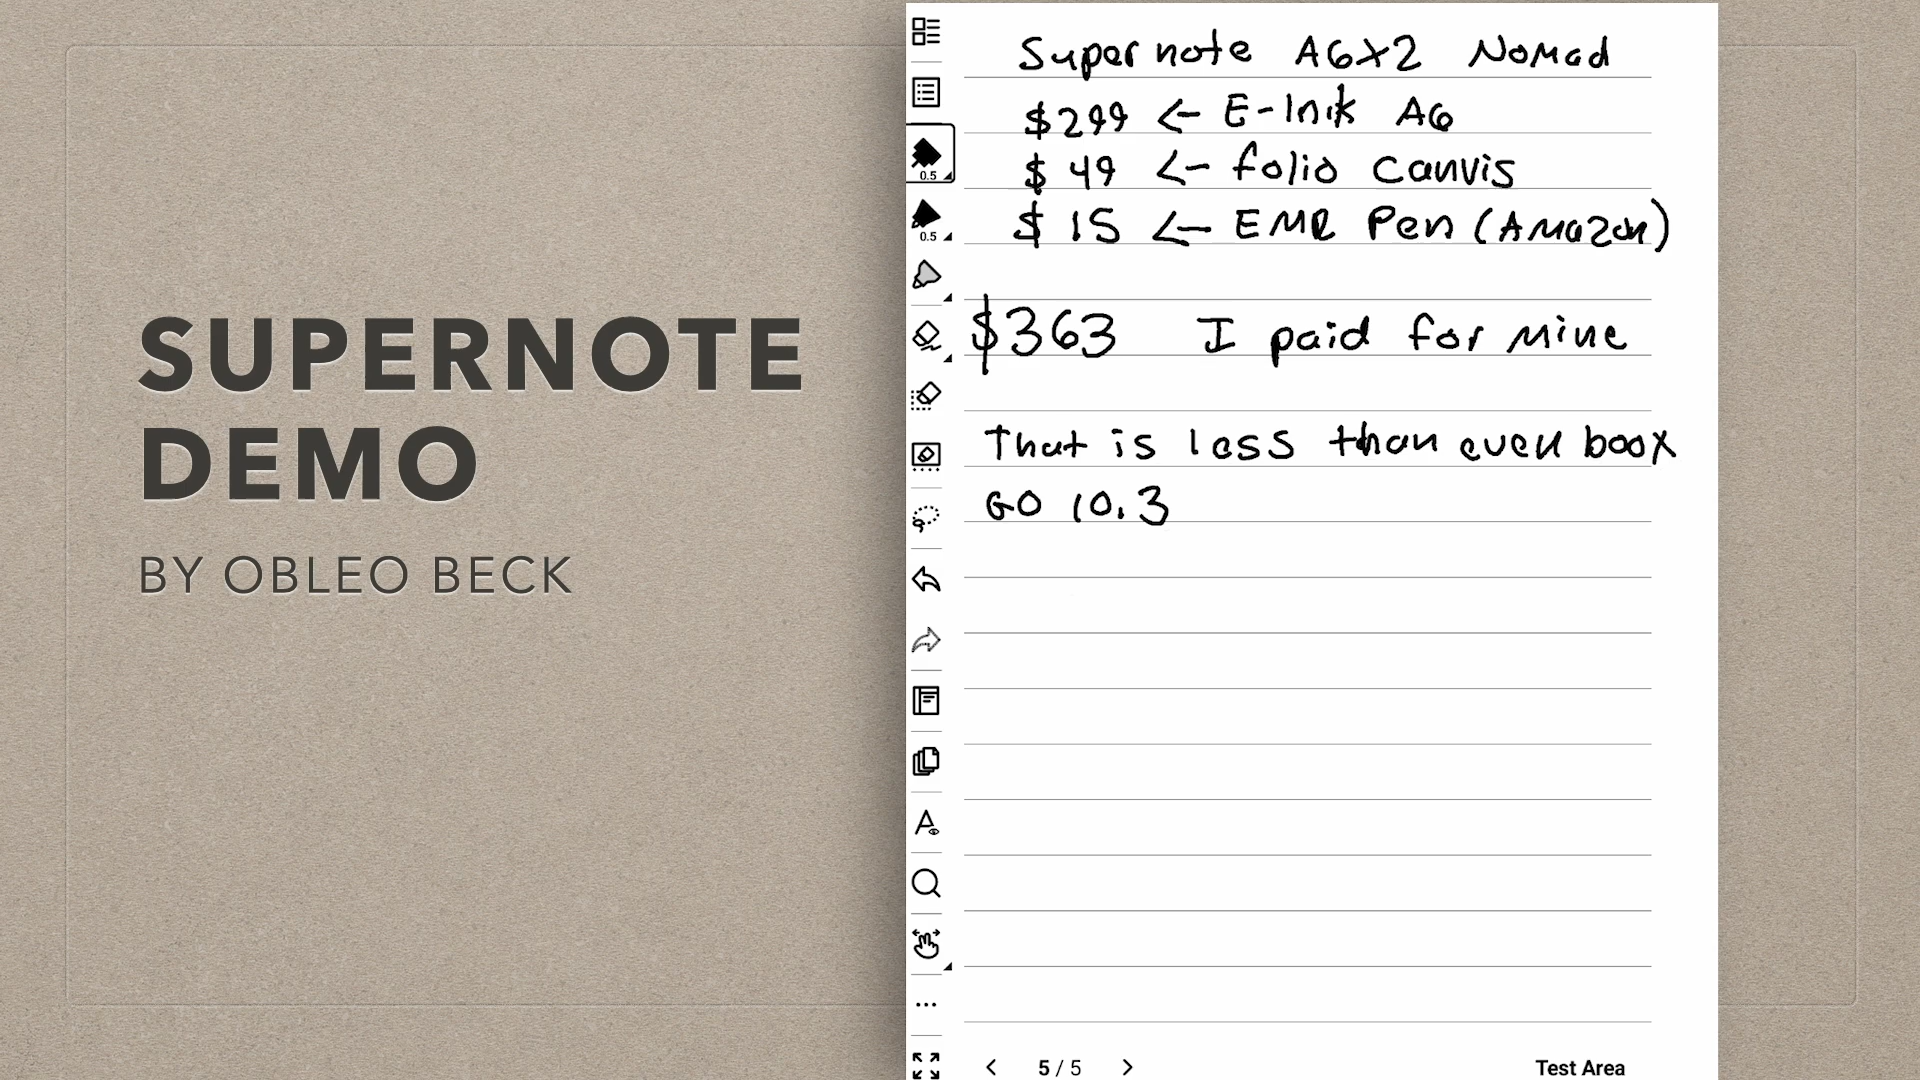 SUPERNOTE
DEMO
BY OBLEO BECK
Supernote A6X2 Nomad
$299 ← E-Ink A6
$49 ← folio canvis
$15 ← EMR Pen (Amazon)
$363 I paid for mine
That is less than even boox
GO 10.3
0.5
0.5
5 / 5
Test Area